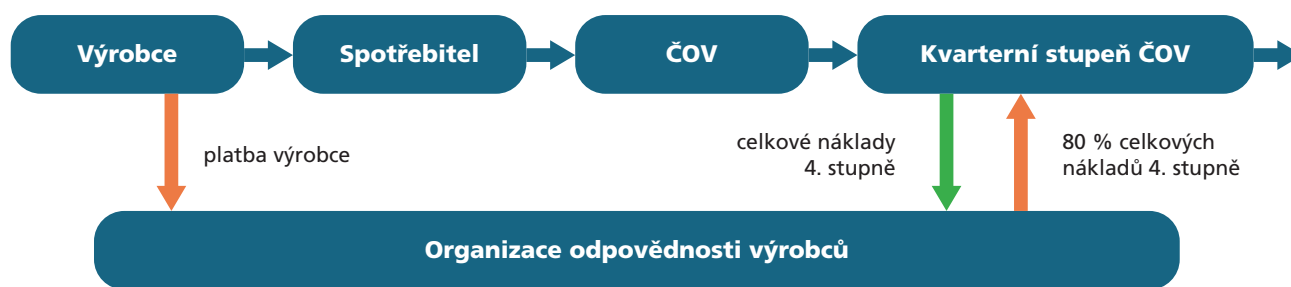 Výrobce
Spotřebitel
ČOV
Kvarterní stupeň ČOV
platba výrobce
celkové náklady
4. stupně
80 % celkových
nákladů 4. stupně
Organizace odpovědnosti výrobců